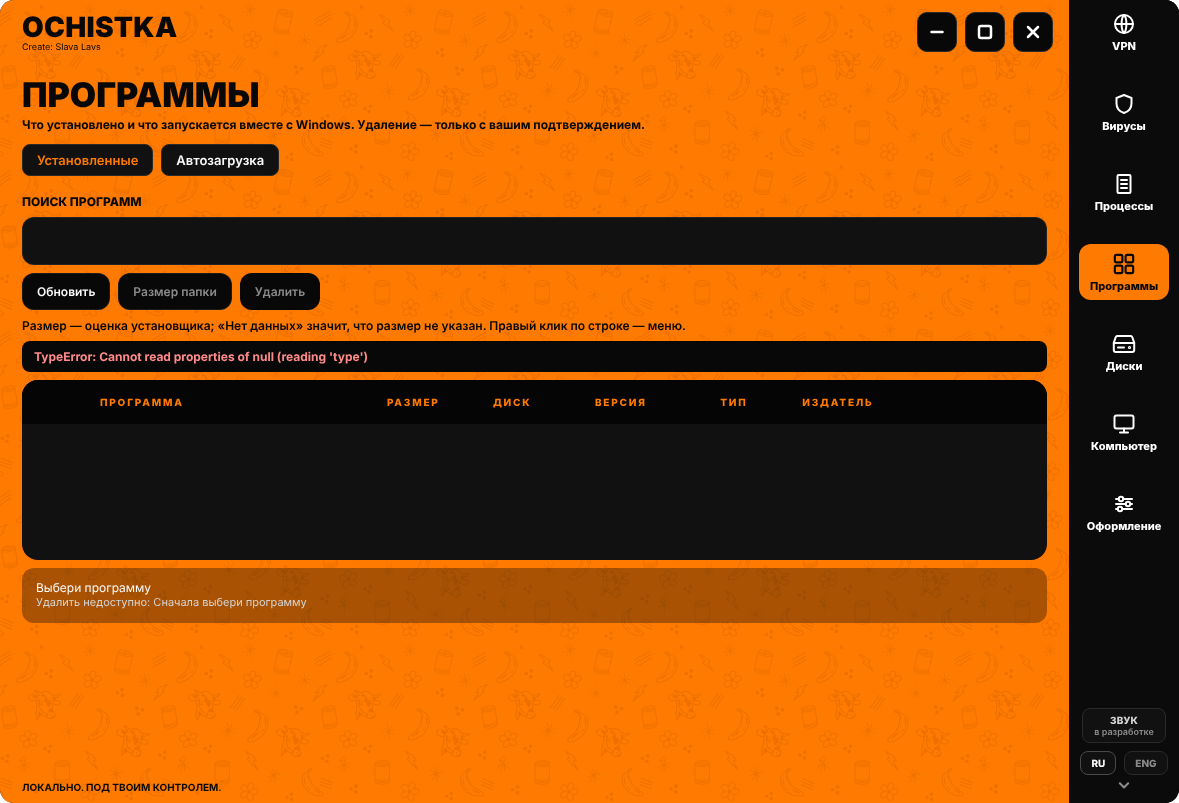 OCHISTKA
Create: Slava Lavs
ПРОГРАММЫ
Что установлено и что запускается вместе с Windows. Удаление — только с вашим подтверждением.
Установленные
Автозагрузка
ПОИСК ПРОГРАММ
Обновить
Размер папки
Удалить
Размер — оценка установщика; «Нет данных» значит, что размер не указан. Правый клик по строке — меню.
TypeError: Cannot read properties of null (reading 'type')
ПРОГРАММА РАЗМЕР ДИСК ВЕРСИЯ ТИП ИЗДАТЕЛЬ
Выбери программу
Удалить недоступно: Сначала выбери программу
ЛОКАЛЬНО. ПОД ТВОИМ КОНТРОЛЕМ.
VPN
Вирусы
Процессы
Программы
Диски
Компьютер
Оформление
ЗВУК
в разработке
RU ENG